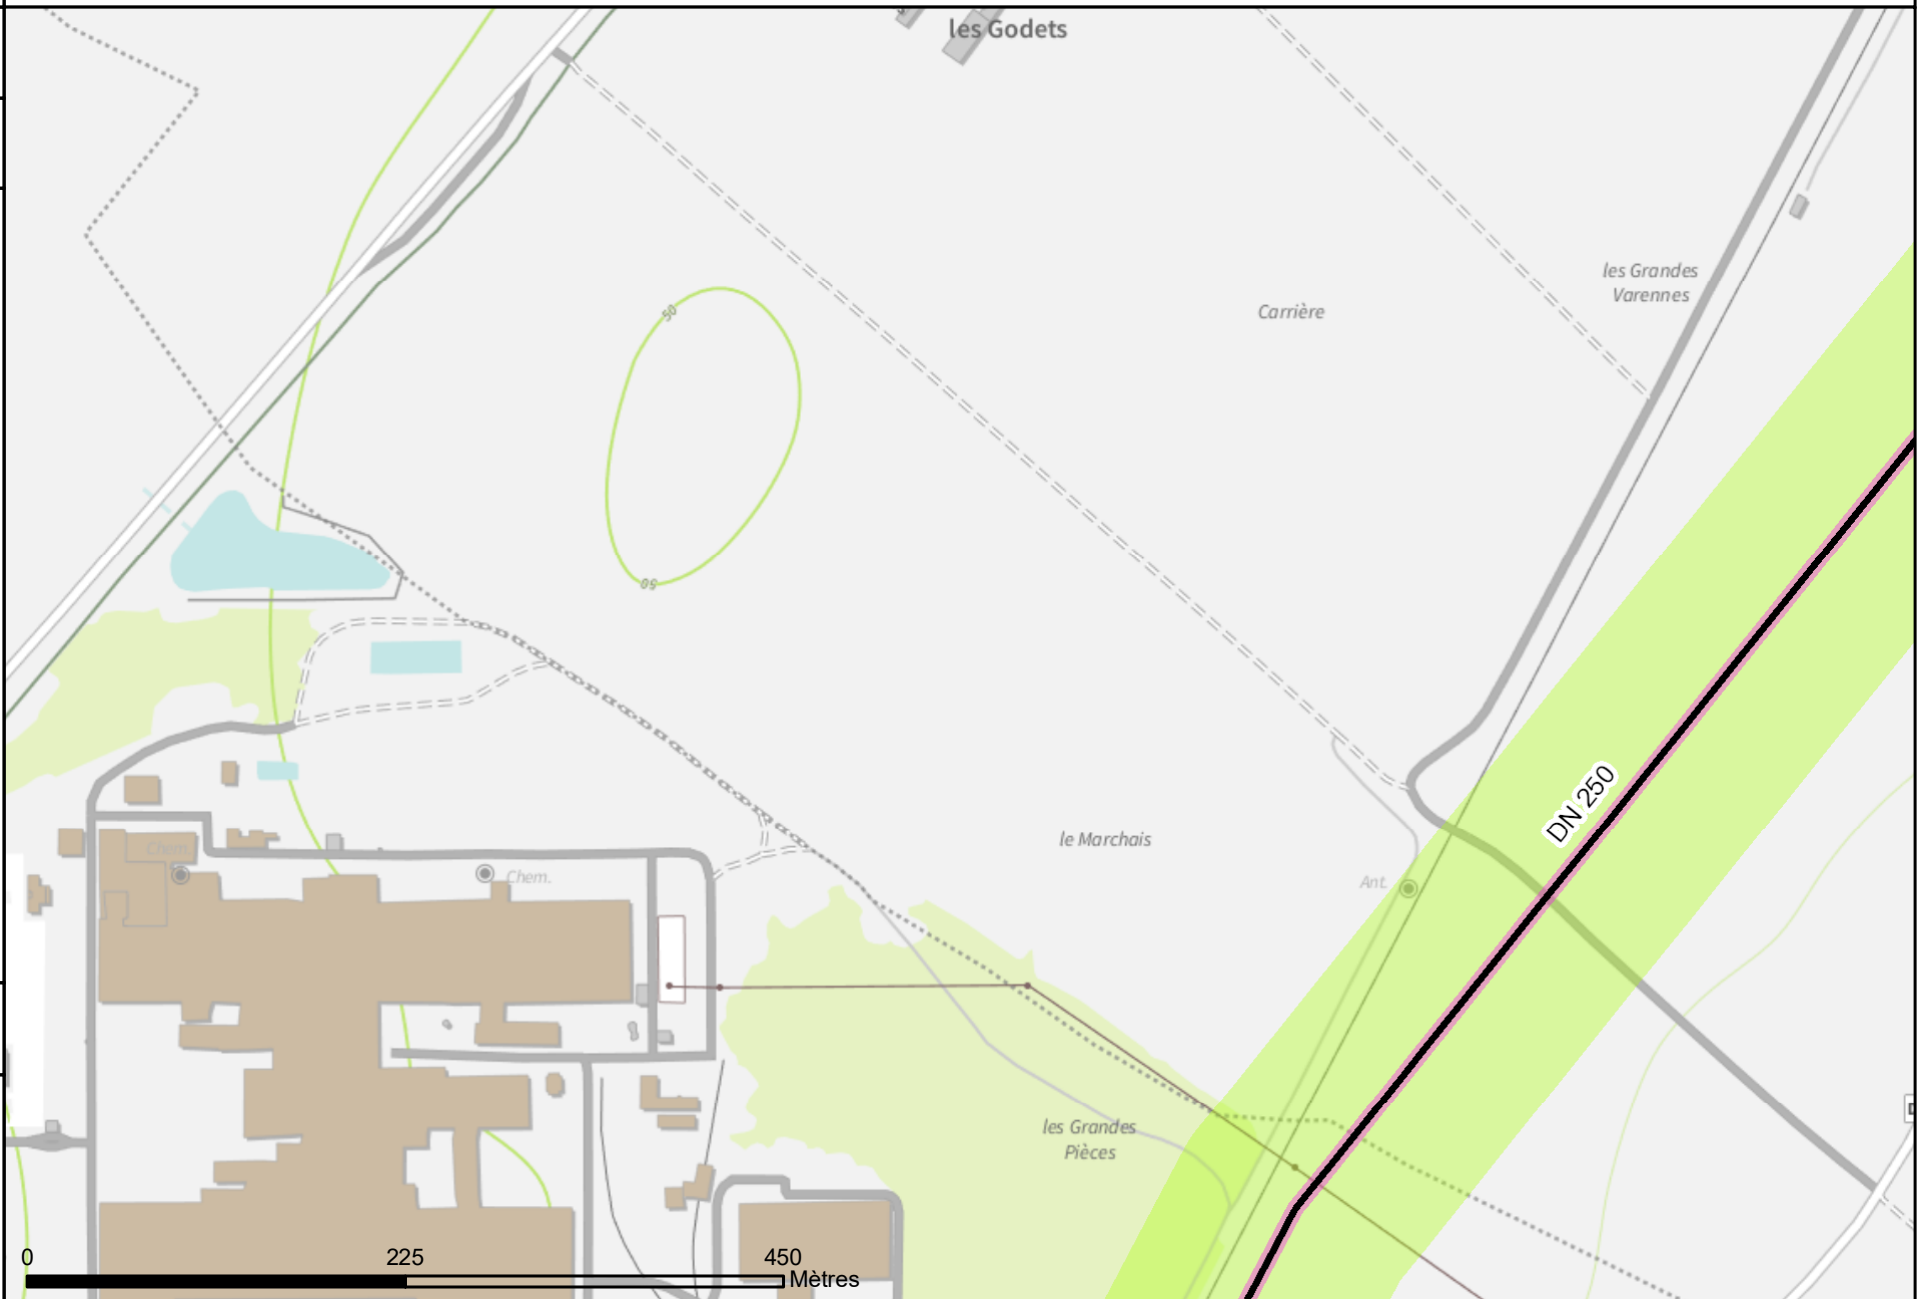 les Godets
les Grandes
Varennes
50
Carrière
50
DN 250
le Marchais
Chem.
Chem.
Ant.
les Grandes
Pièces
0
225
450
Mètres